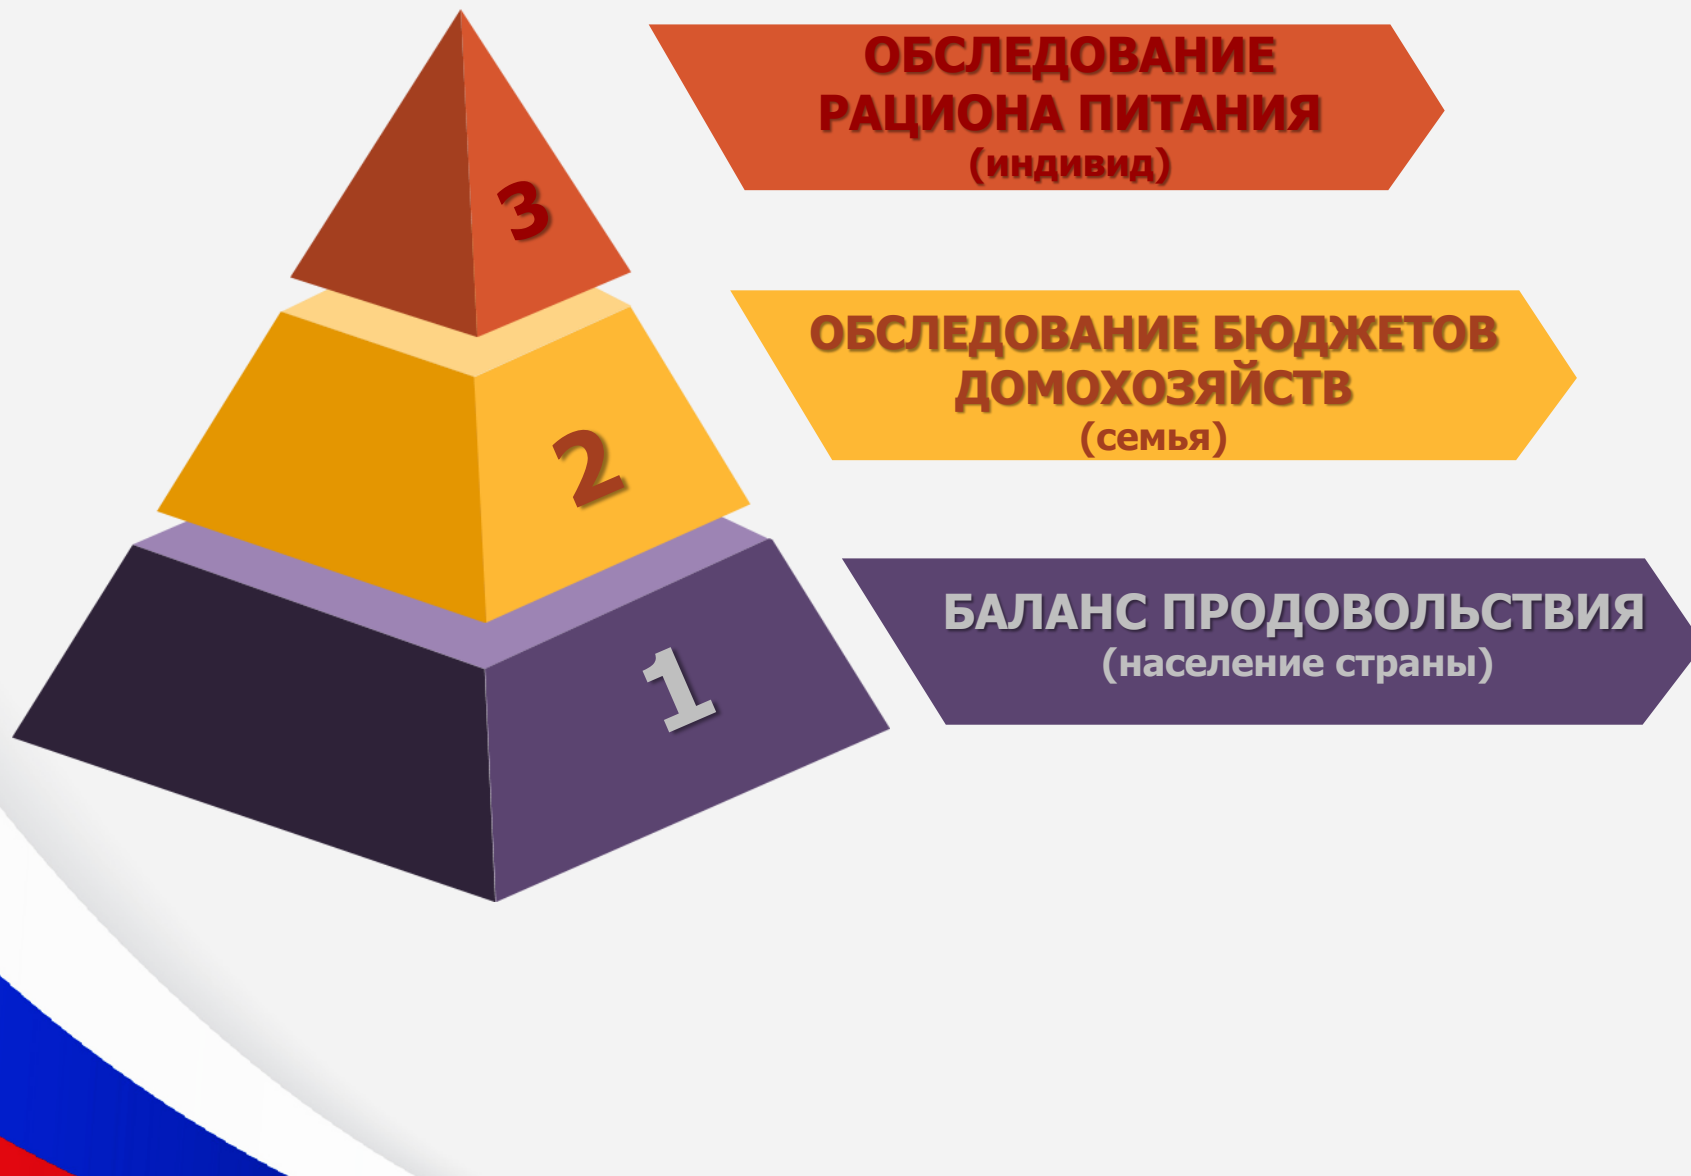 ОБСЛЕДОВАНИЕ
РАЦИОНА ПИТАНИЯ
(индивид)
3
ОБСЛЕДОВАНИЕ БЮДЖЕТОВ
ДОМОХОЗЯЙСТВ
(семья)
2
БАЛАНС ПРОДОВОЛЬСТВИЯ
(население страны)
1